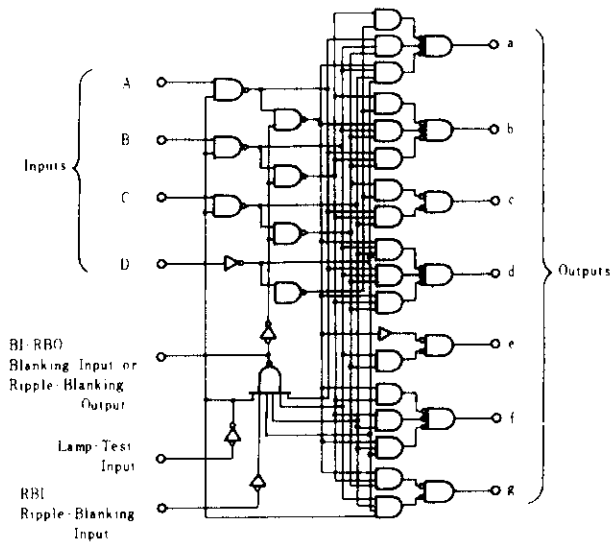 Inputs
A
B
C
D
BI·RBO
Blanking Input or
Ripple·Blanking
Output
Lamp·Test
Input
RBI
Ripple·Blanking
Input
a
b
c
d
e
f
g
Outputs